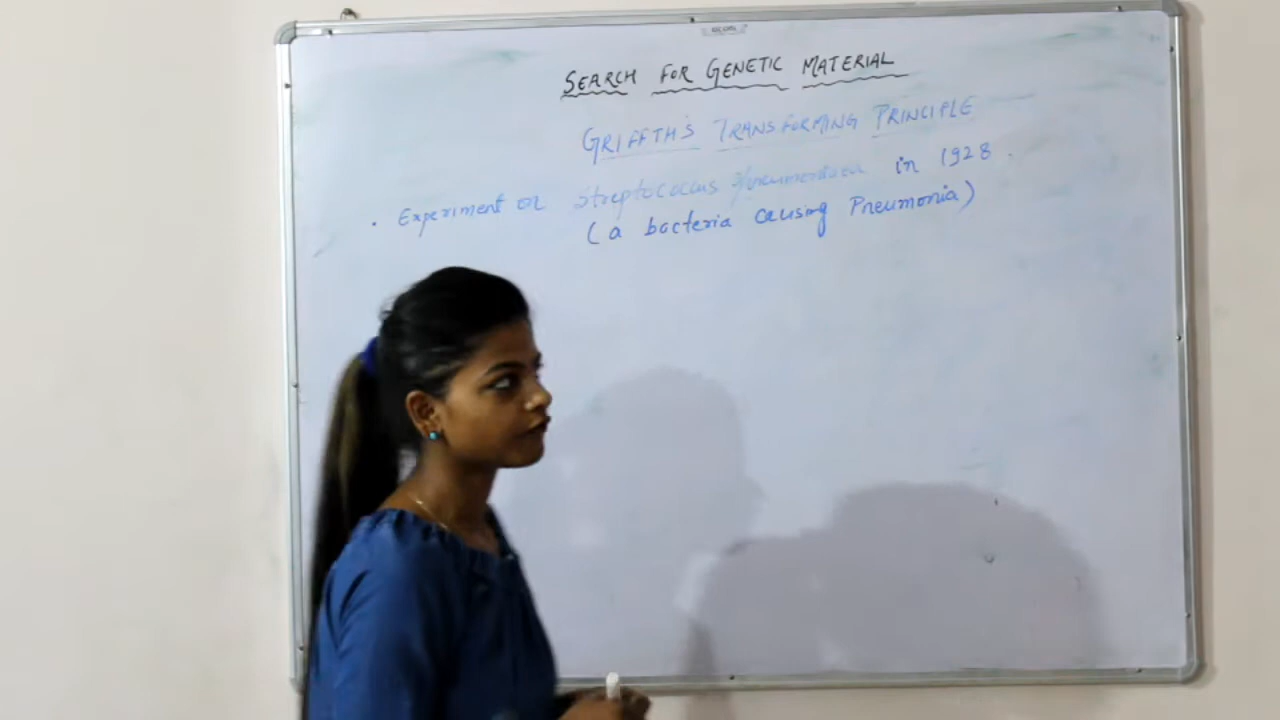 SEARCH FOR GENETIC MATERIAL
GRIFFTH'S TRANSFORMING PRINCIPLE
. Experiment on Streptococcus in 1928.
(a bacteria causing Pneumonia)